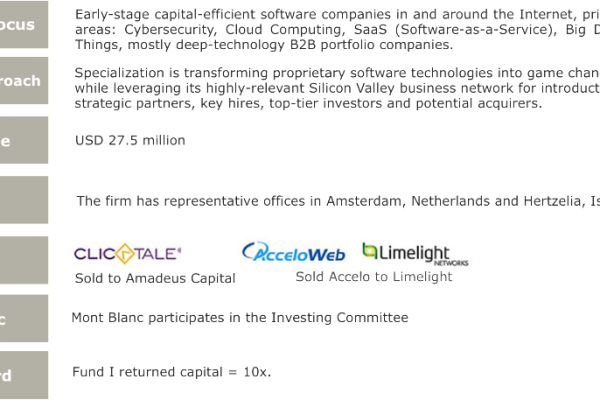 ocus
Early-stage capital-efficient software companies in and around the Internet, pri
areas: Cybersecurity, Cloud Computing, SaaS (Software-as-a-Service), Big D
Things, mostly deep-technology B2B portfolio companies.
roach
Specialization is transforming proprietary software technologies into game chan
while leveraging its highly-relevant Silicon Valley business network for introduct
strategic partners, key hires, top-tier investors and potential acquirers.
e
USD 27.5 million
The firm has representative offices in Amsterdam, Netherlands and Hertzelia, Is
CLICKTALE AcceloWeb Limelight
NETWORKS
Sold to Amadeus Capital Sold Accelo to Limelight
c
Mont Blanc participates in the Investing Committee
rd
Fund I returned capital = 10x.